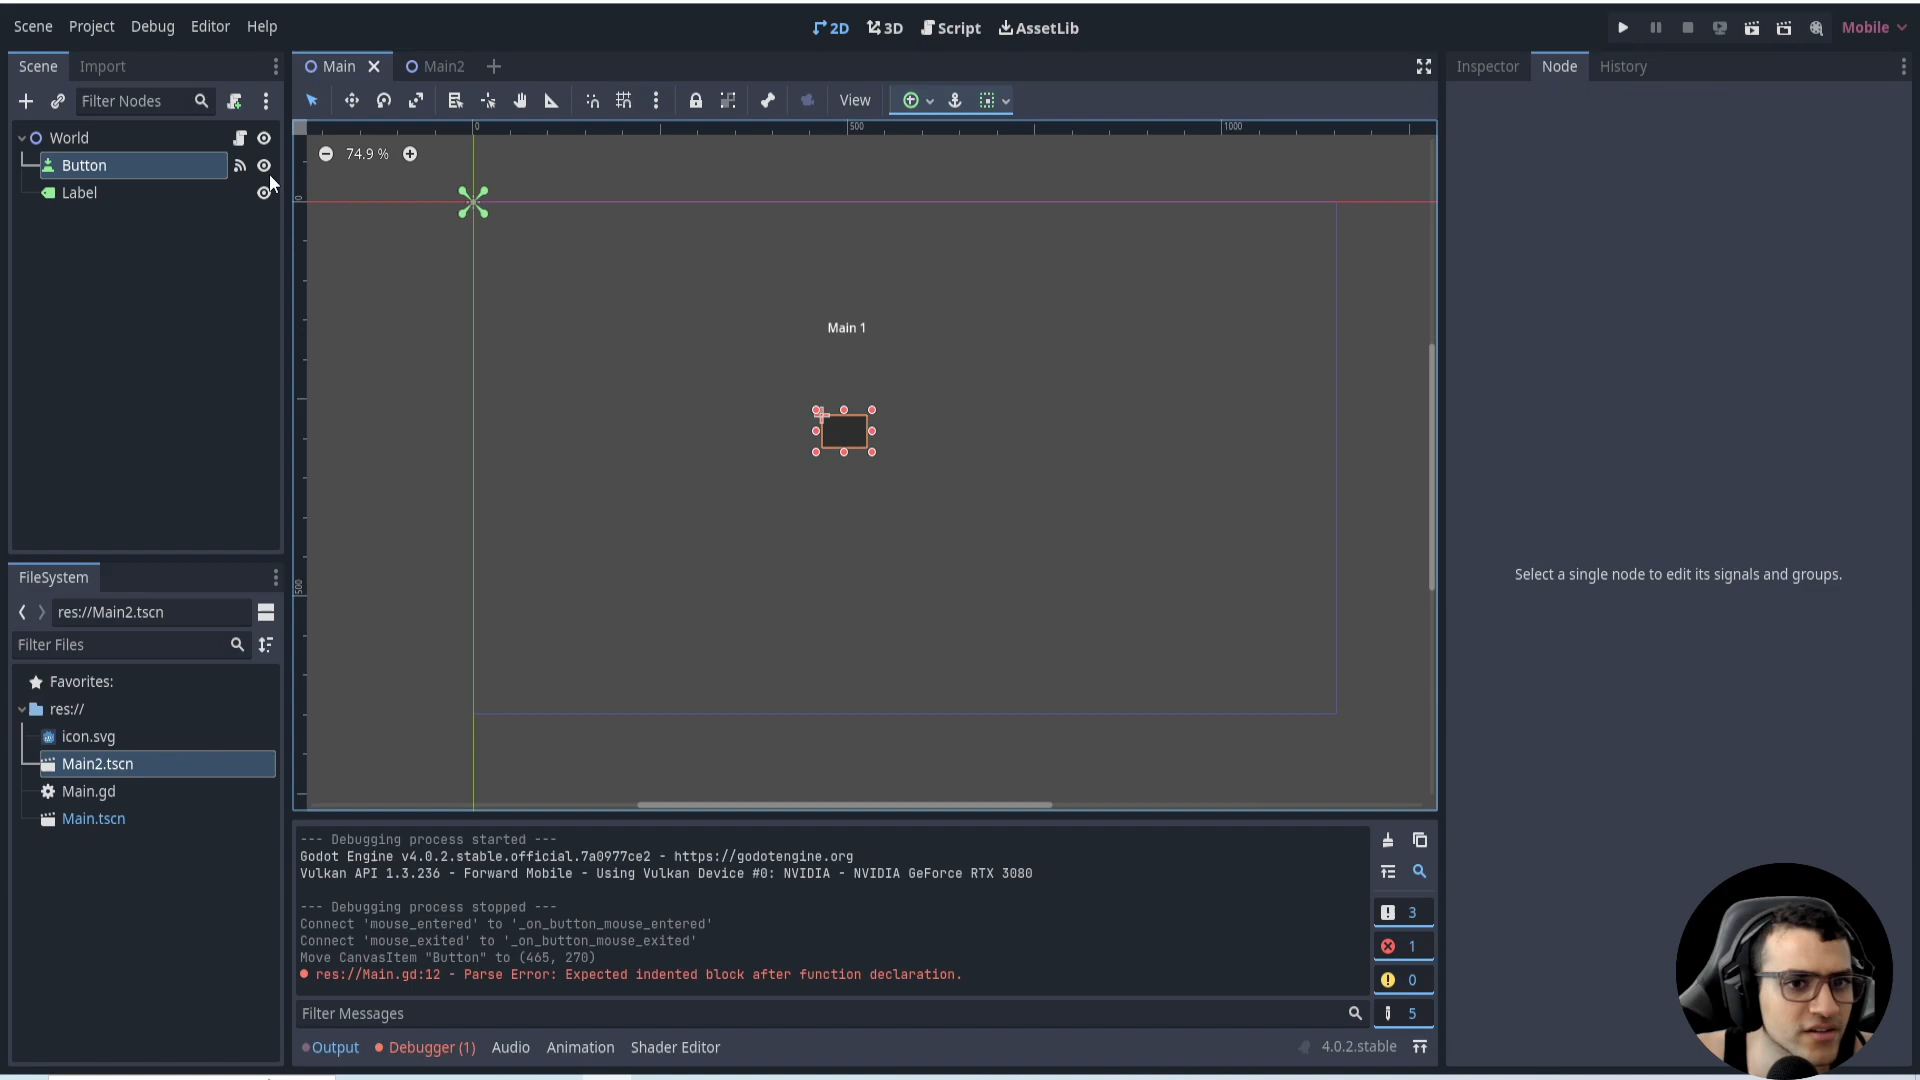 Scene Project Debug Editor Help
2D 3D Script AssetLib
Mobile
Scene Import
Main Main2
Inspector Node History
Filter Nodes
View
World
Button
Label
74.9 %
0 500 1000
0
500
Main 1
Select a single node to edit its signals and groups.
FileSystem
res://Main2.tscn
Filter Files
Favorites:
res://
icon.svg
Main2.tscn
Main.gd
Main.tscn
--- Debugging process started ---
Godot Engine v4.0.2.stable.official.7a0977ce2 - https://godotengine.org
Vulkan API 1.3.236 - Forward Mobile - Using Vulkan Device #0: NVIDIA - NVIDIA GeForce RTX 3080
--- Debugging process stopped ---
Connect 'mouse_entered' to '_on_button_mouse_entered'
Connect 'mouse_exited' to '_on_button_mouse_exited'
Move CanvasItem "Button" to (465, 270)
res://Main.gd:12 - Parse Error: Expected indented block after function declaration.
3
1
0
5
Filter Messages
Output Debugger (1) Audio Animation Shader Editor
4.0.2.stable